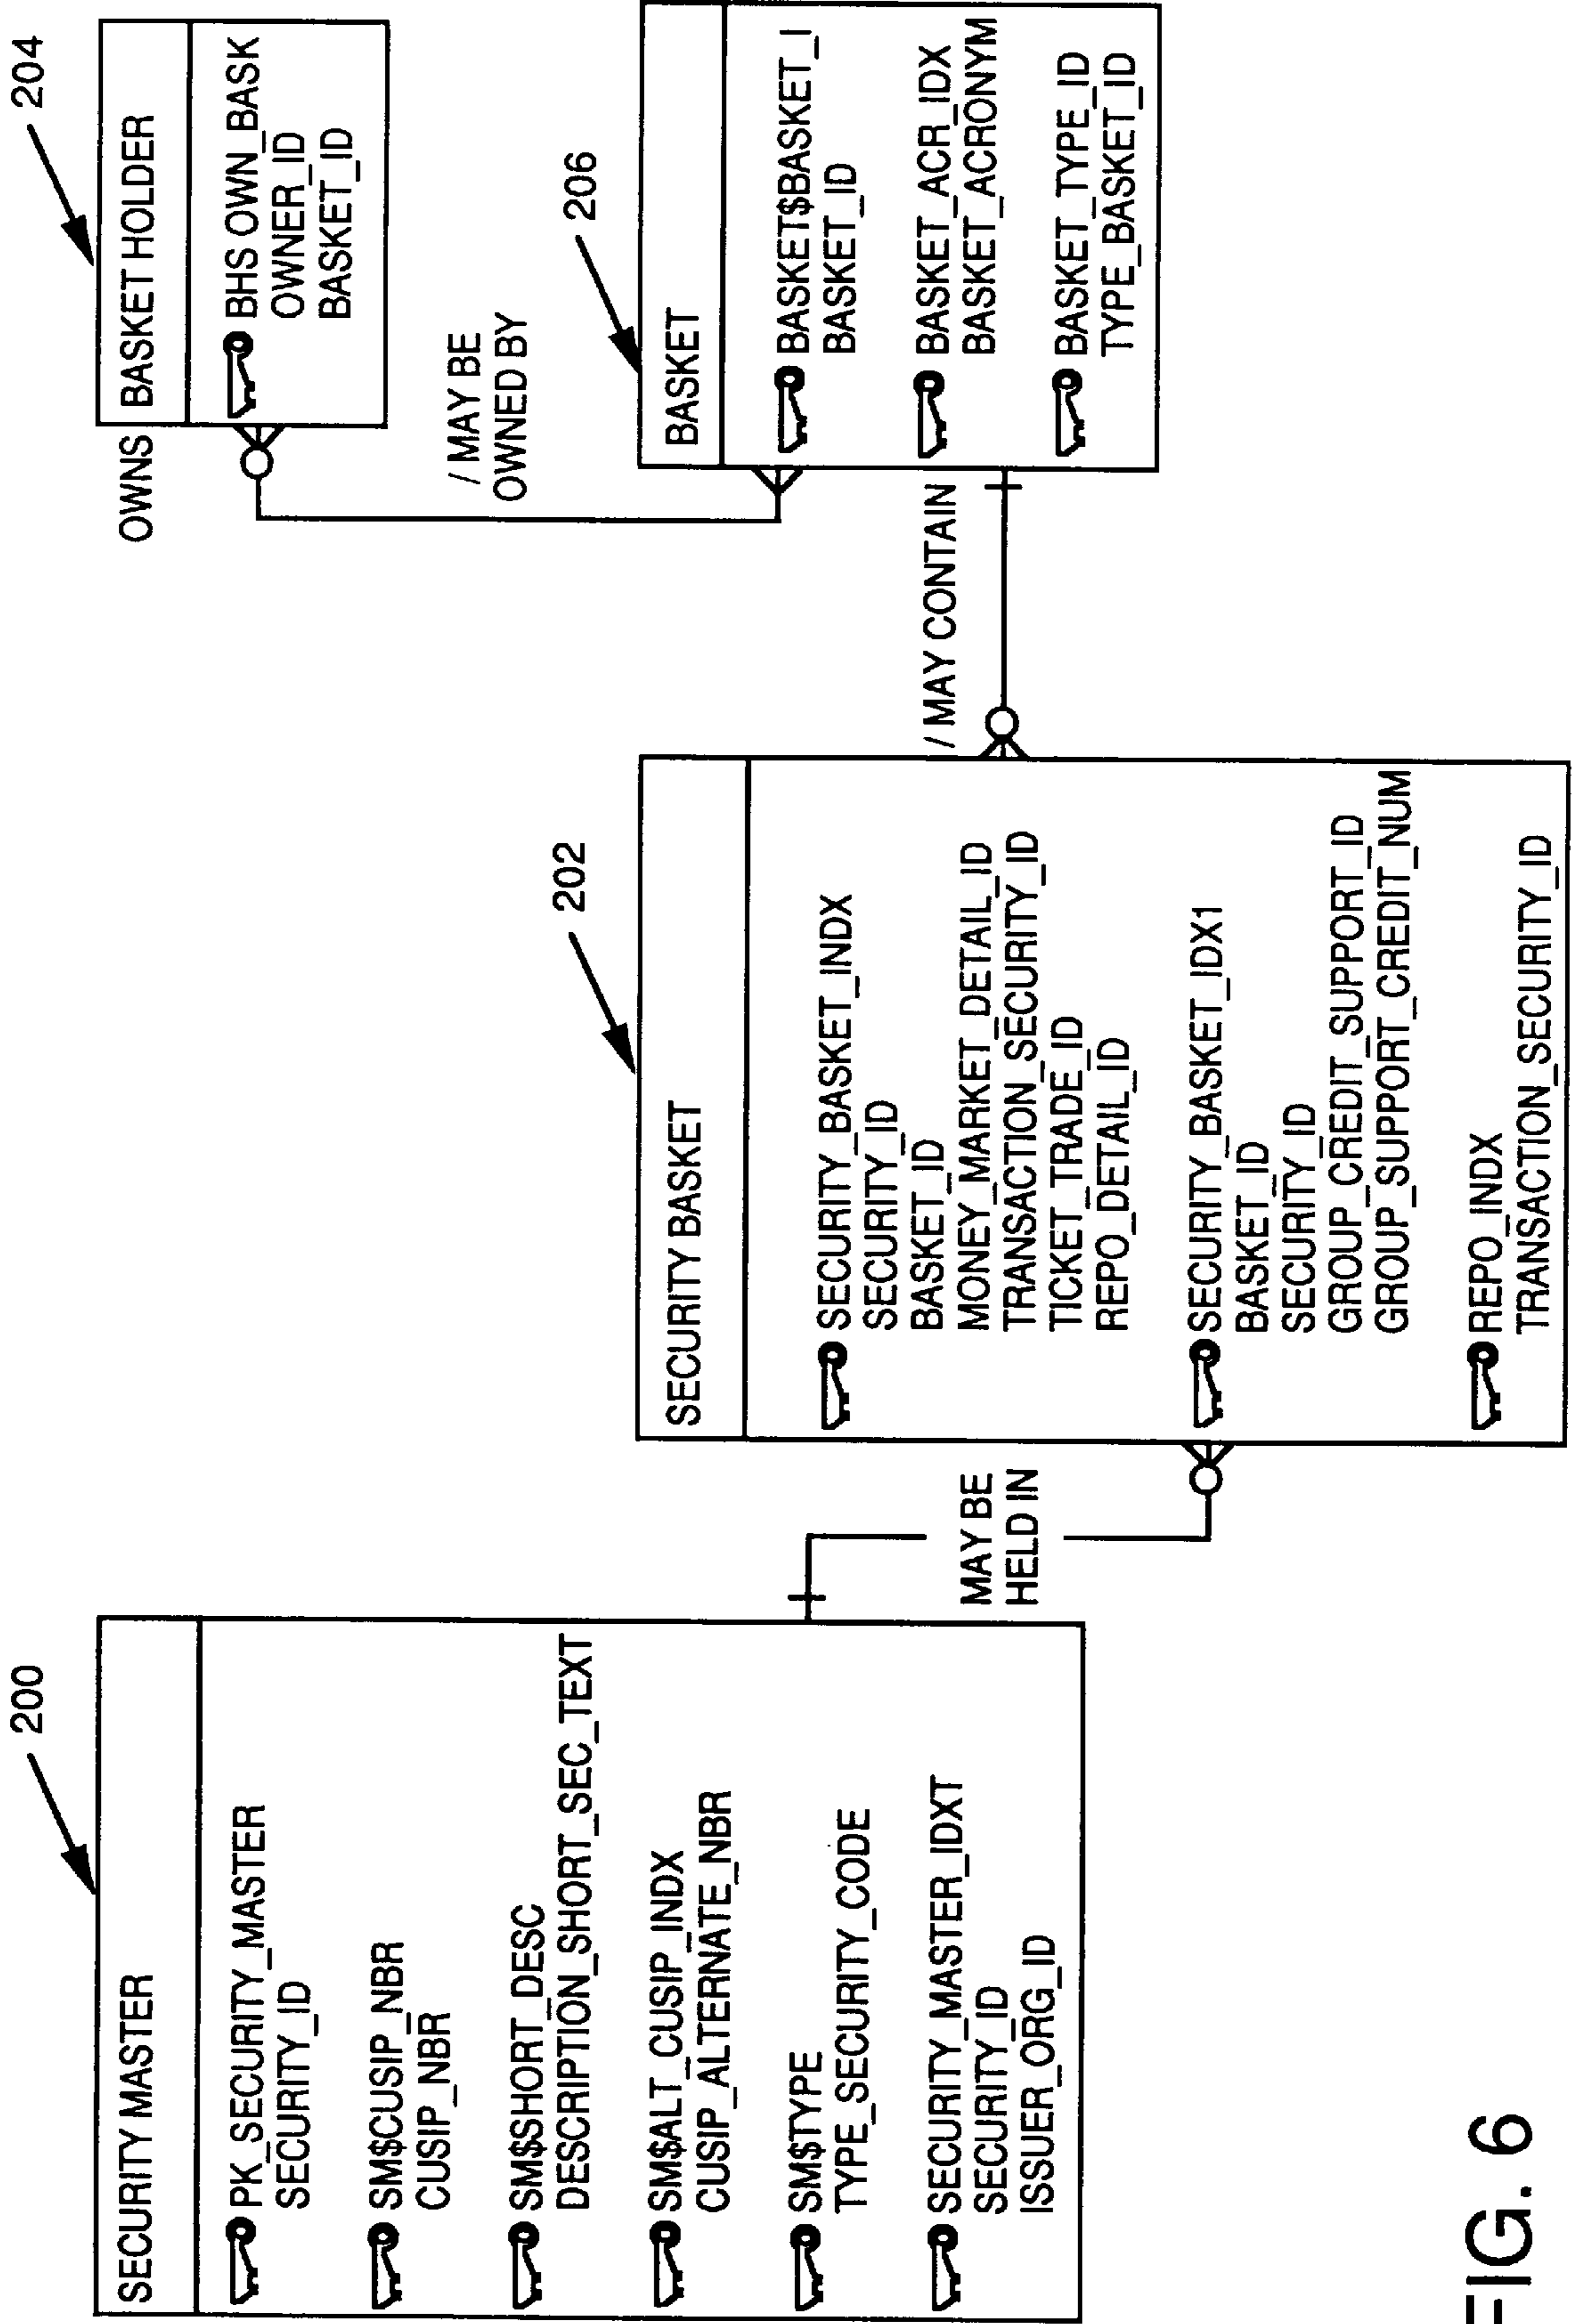 200
SECURITY MASTER
PK_SECURITY_MASTER
SECURITY_ID
SM$CUSIP_NBR
CUSIP_NBR
SM$SHORT_DESC
DESCRIPTION_SHORT_SEC_TEXT
SM$ALT_CUSIP_INDX
CUSIP_ALTERNATE_NBR
SM$TYPE
TYPE_SECURITY_CODE
SECURITY_MASTER_IDXT
SECURITY_ID
ISSUER_ORG_ID
MAY BE
HELD IN
202
SECURITY BASKET
SECURITY_BASKET_INDX
SECURITY_ID
BASKET_ID
MONEY_MARKET_DETAIL_ID
TRANSACTION_SECURITY_ID
TICKET_TRADE_ID
REPO_DETAIL_ID
SECURITY_BASKET_IDX1
BASKET_ID
SECURITY_ID
GROUP_CREDIT_SUPPORT_ID
GROUP_SUPPORT_CREDIT_NUM
REPO_INDX
TRANSACTION_SECURITY_ID
/ MAY CONTAIN
204
OWNS
BASKET HOLDER
BHS OWN_BASK
OWNER_ID
BASKET_ID
/ MAY BE
OWNED BY
206
BASKET
BASKET$BASKET_I
BASKET_ID
BASKET_ACR_IDX
BASKET_ACRONYM
BASKET_TYPE_ID
TYPE_BASKET_ID
FIG. 6